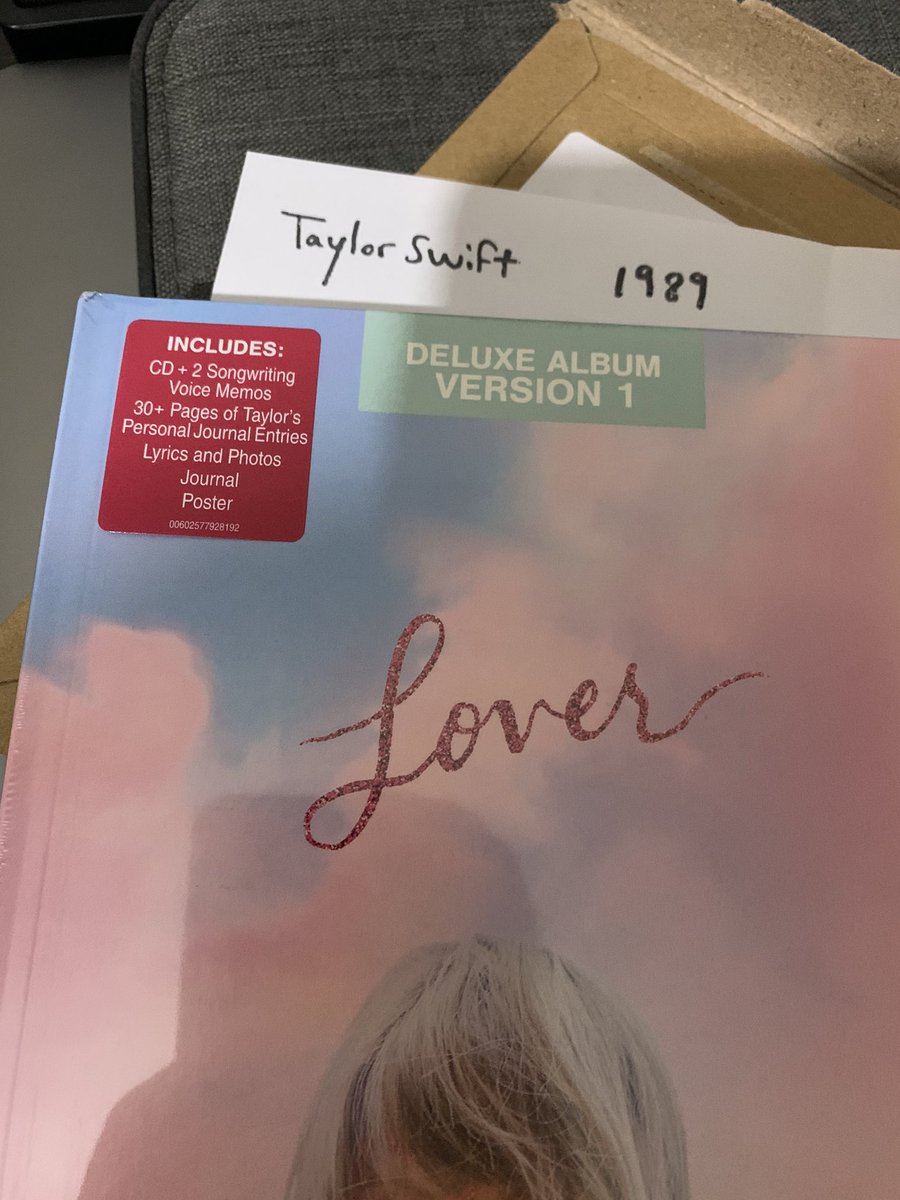 Taylor Swift 1989
INCLUDES:
CD + 2 Songwriting
Voice Memos
30+ Pages of Taylor's
Personal Journal Entries
Lyrics and Photos
Journal
Poster
00602577928192
DELUXE ALBUM
VERSION 1
Lover